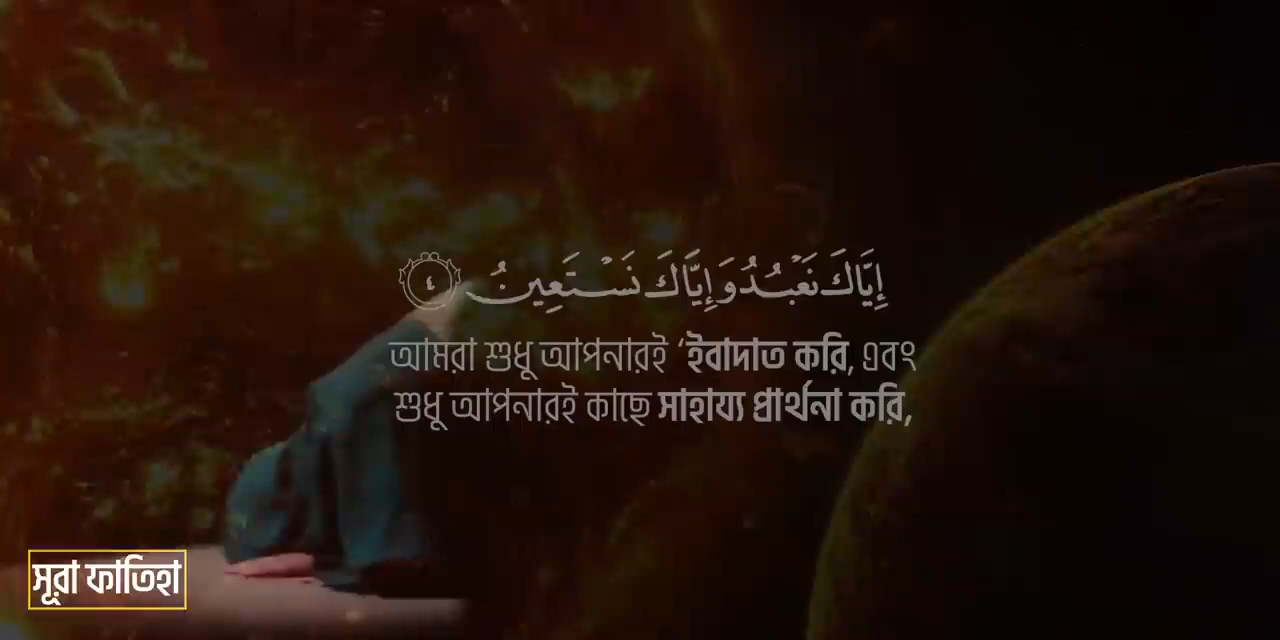 إِيَّاكَ نَعْبُدُ وَإِيَّاكَ نَسْتَعِينُ ٤
আমরা শুধু আপনারই ‘ইবাদাত করি, এবং
শুধু আপনারই কাছে সাহায্য প্রার্থনা করি,
সূরা ফাতিহা